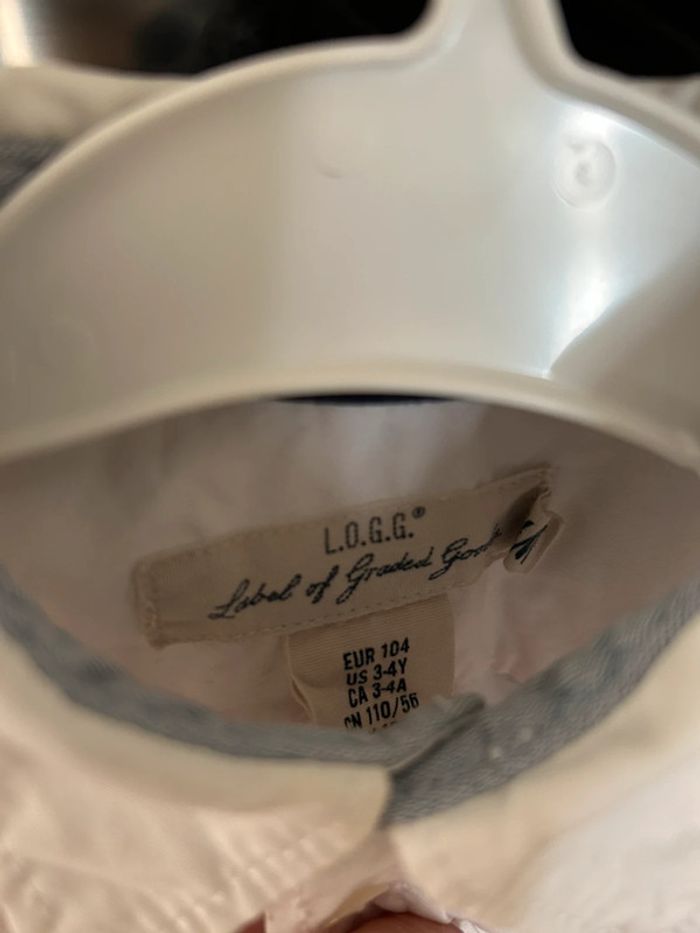 L.O.G.G.®
Label of Graded Goods
EUR 104
US 3-4Y
CA 3-4A
CN 110/56